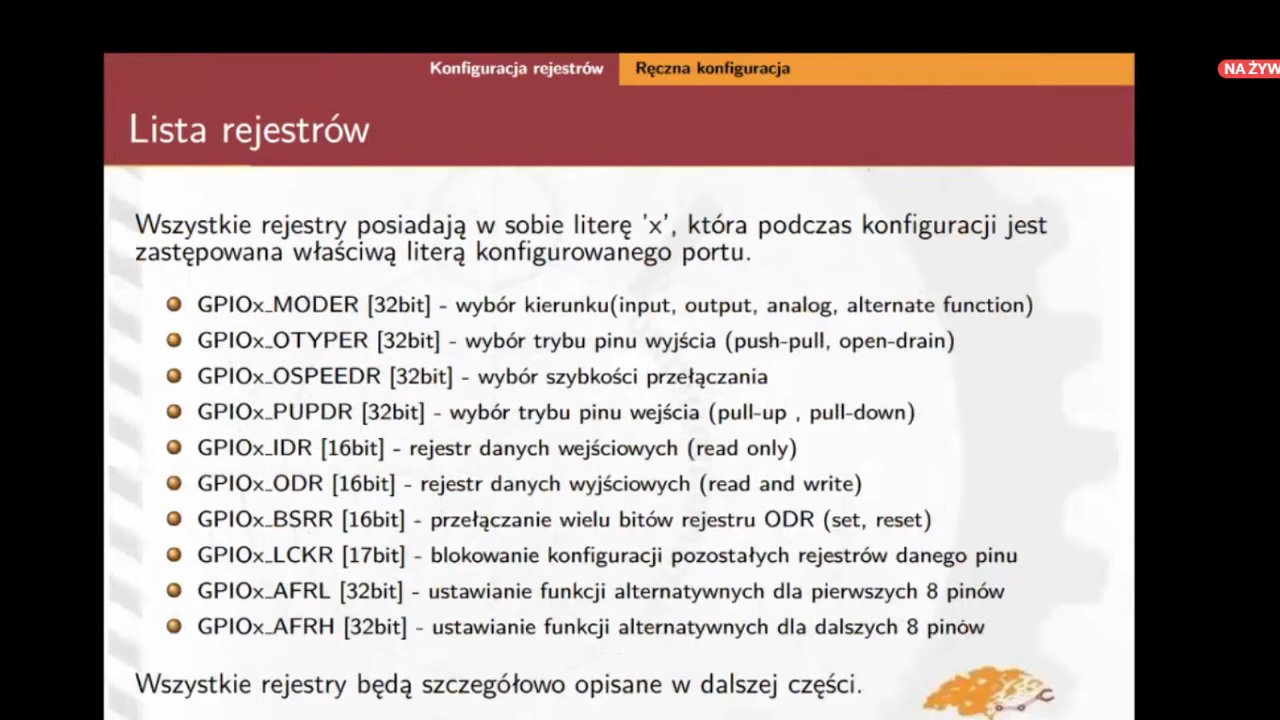 Konfiguracja rejestrów
Ręczna konfiguracja
NA ŻYW
Lista rejestrów
Wszystkie rejestry posiadają w sobie literę 'x', która podczas konfiguracji jest
zastępowana właściwą literą konfigurowanego portu.
GPIOx_MODER [32bit] - wybór kierunku(input, output, analog, alternate function)
GPIOx_OTYPER [32bit] - wybór trybu pinu wyjścia (push-pull, open-drain)
GPIOx_OSPEEDR [32bit] - wybór szybkości przełączania
GPIOx_PUPDR [32bit] - wybór trybu pinu wejścia (pull-up , pull-down)
GPIOx_IDR [16bit] - rejestr danych wejściowych (read only)
GPIOx_ODR [16bit] - rejestr danych wyjściowych (read and write)
GPIOx_BSRR [16bit] - przełączanie wielu bitów rejestru ODR (set, reset)
GPIOx_LCKR [17bit] - blokowanie konfiguracji pozostałych rejestrów danego pinu
GPIOx_AFRL [32bit] - ustawianie funkcji alternatywnych dla pierwszych 8 pinów
GPIOx_AFRH [32bit] - ustawianie funkcji alternatywnych dla dalszych 8 pinów
Wszystkie rejestry będą szczegółowo opisane w dalszej części.